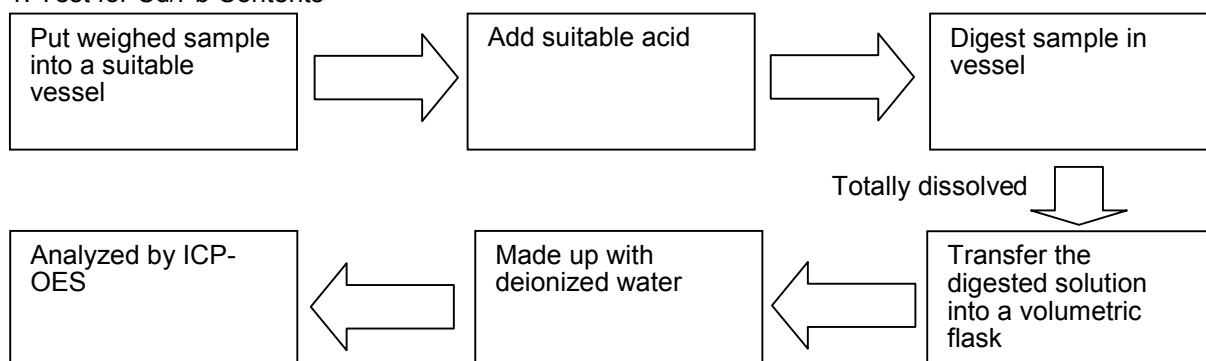 Put weighed sample
into a suitable
vessel
Add suitable acid
Digest sample in
vessel
Totally dissolved
Transfer the
digested solution
into a volumetric
flask
Made up with
deionized water
Analyzed by ICP-
OES